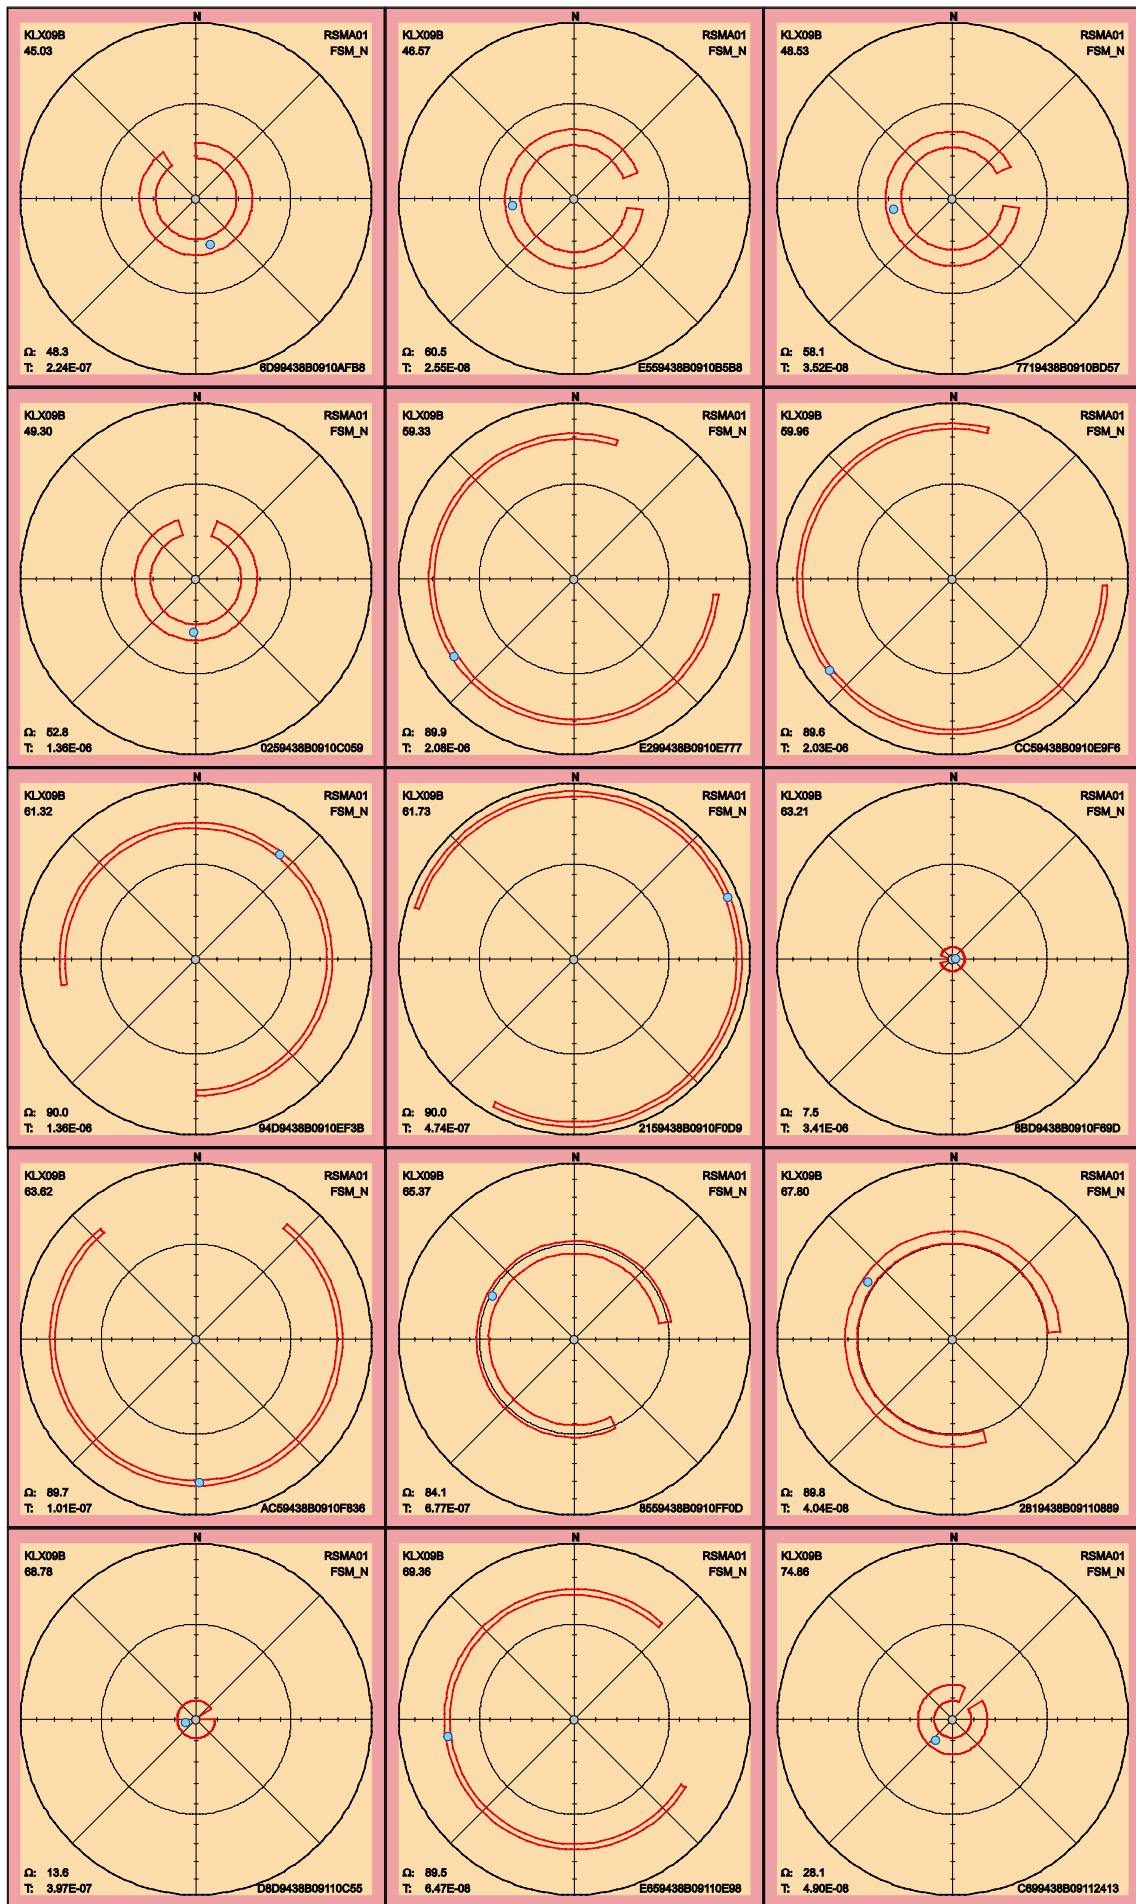 N
KLX09B RSMA01
45.03 FSM_N
Ω: 48.3
T: 2.24E-07 6D99438B0910AFB8
N
KLX09B RSMA01
46.57 FSM_N
Ω: 60.5
T: 2.55E-08 E559438B0910B5B8
N
KLX09B RSMA01
48.53 FSM_N
Ω: 58.1
T: 3.52E-08 7719438B0910BD57
N
KLX09B RSMA01
49.30 FSM_N
Ω: 52.8
T: 1.36E-06 0259438B0910C059
N
KLX09B RSMA01
59.33 FSM_N
Ω: 89.9
T: 2.08E-06 E299438B0910E777
N
KLX09B RSMA01
59.96 FSM_N
Ω: 89.6
T: 2.03E-06 CC59438B0910E9F6
N
KLX09B RSMA01
61.32 FSM_N
Ω: 90.0
T: 1.36E-06 94D9438B0910EF3B
N
KLX09B RSMA01
61.73 FSM_N
Ω: 90.0
T: 4.74E-07 2159438B0910F0D9
N
KLX09B RSMA01
63.21 FSM_N
Ω: 7.5
T: 3.41E-06 8BD9438B0910F69D
N
KLX09B RSMA01
63.62 FSM_N
Ω: 89.7
T: 1.01E-07 AC59438B0910F836
N
KLX09B RSMA01
65.37 FSM_N
Ω: 84.1
T: 6.77E-07 8559438B0910FF0D
N
KLX09B RSMA01
67.80 FSM_N
Ω: 89.8
T: 4.04E-08 2819438B09110889
N
KLX09B RSMA01
68.78 FSM_N
Ω: 13.6
T: 3.97E-07 D8D9438B09110C55
N
KLX09B RSMA01
69.36 FSM_N
Ω: 89.5
T: 6.47E-08 E659438B09110E98
N
KLX09B RSMA01
74.86 FSM_N
Ω: 28.1
T: 4.90E-08 C699438B09112413